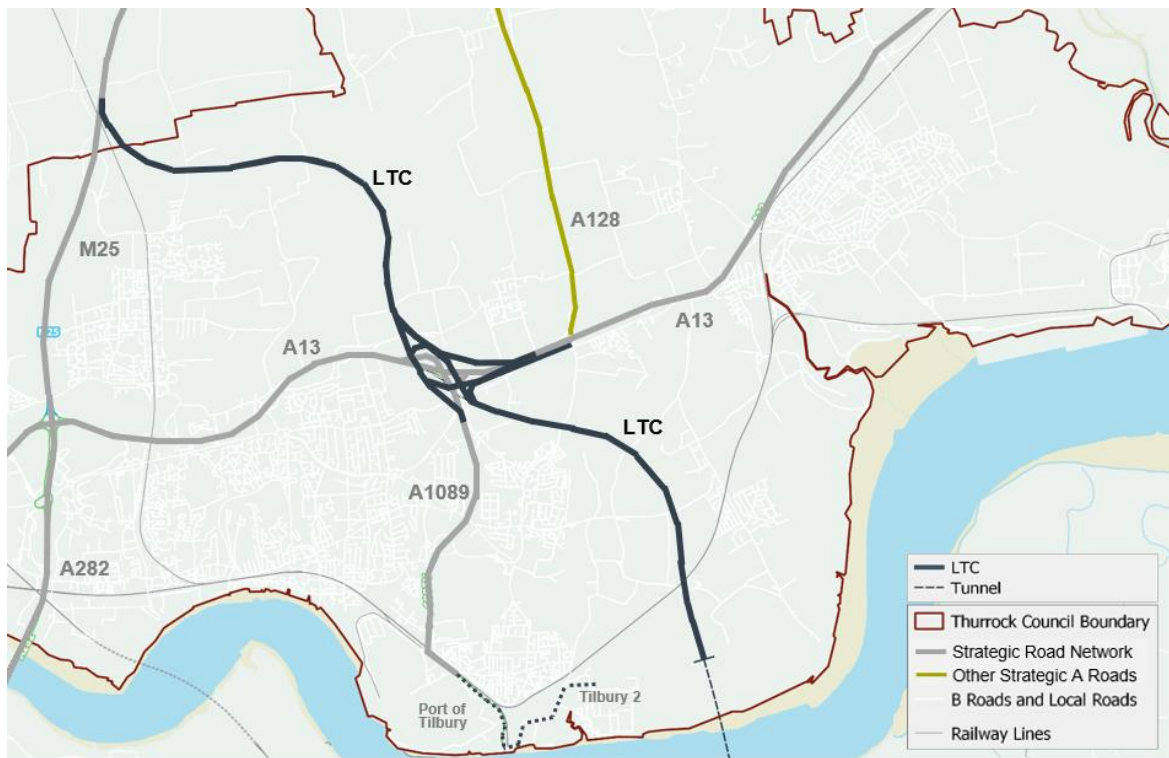 LTC
A128
M25
A13
A13
LTC
A1089
A282
Port of
Tilbury
Tilbury 2
LTC
Tunnel
Thurrock Council Boundary
Strategic Road Network
Other Strategic A Roads
B Roads and Local Roads
Railway Lines